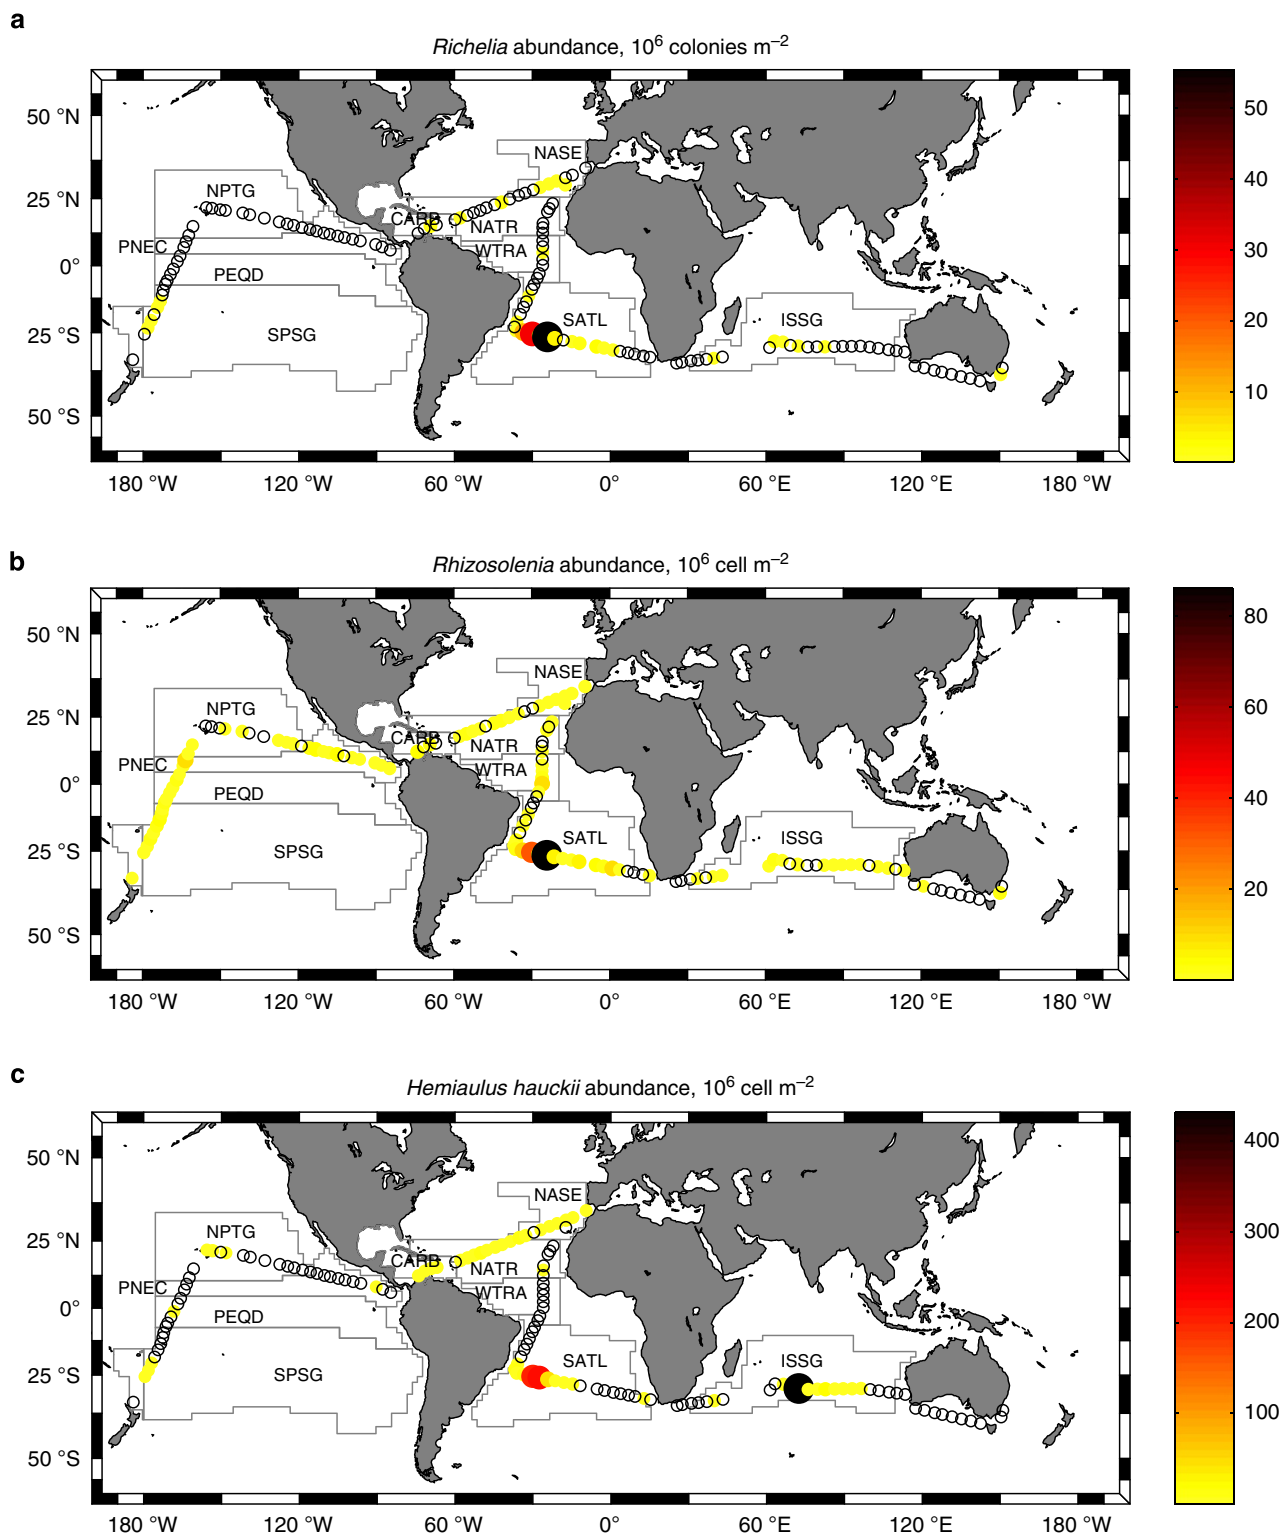 a
Richelia abundance, 10⁶ colonies m⁻²
50 °N
25 °N
0°
25 °S
50 °S
NASE
NPTG
CARB
NATR
PNEC
WTRA
PEQD
SATL
ISSG
SPSG
180 °W
120 °W
60 °W
0°
60 °E
120 °E
180 °W
50
40
30
20
10
b
Rhizosolenia abundance, 10⁶ cell m⁻²
50 °N
25 °N
0°
25 °S
50 °S
NASE
NPTG
CARB
NATR
PNEC
WTRA
PEQD
SATL
ISSG
SPSG
180 °W
120 °W
60 °W
0°
60 °E
120 °E
180 °W
80
60
40
20
c
Hemiaulus hauckii abundance, 10⁶ cell m⁻²
50 °N
25 °N
0°
25 °S
50 °S
NASE
NPTG
CARB
NATR
PNEC
WTRA
PEQD
SATL
ISSG
SPSG
180 °W
120 °W
60 °W
0°
60 °E
120 °E
180 °W
400
300
200
100